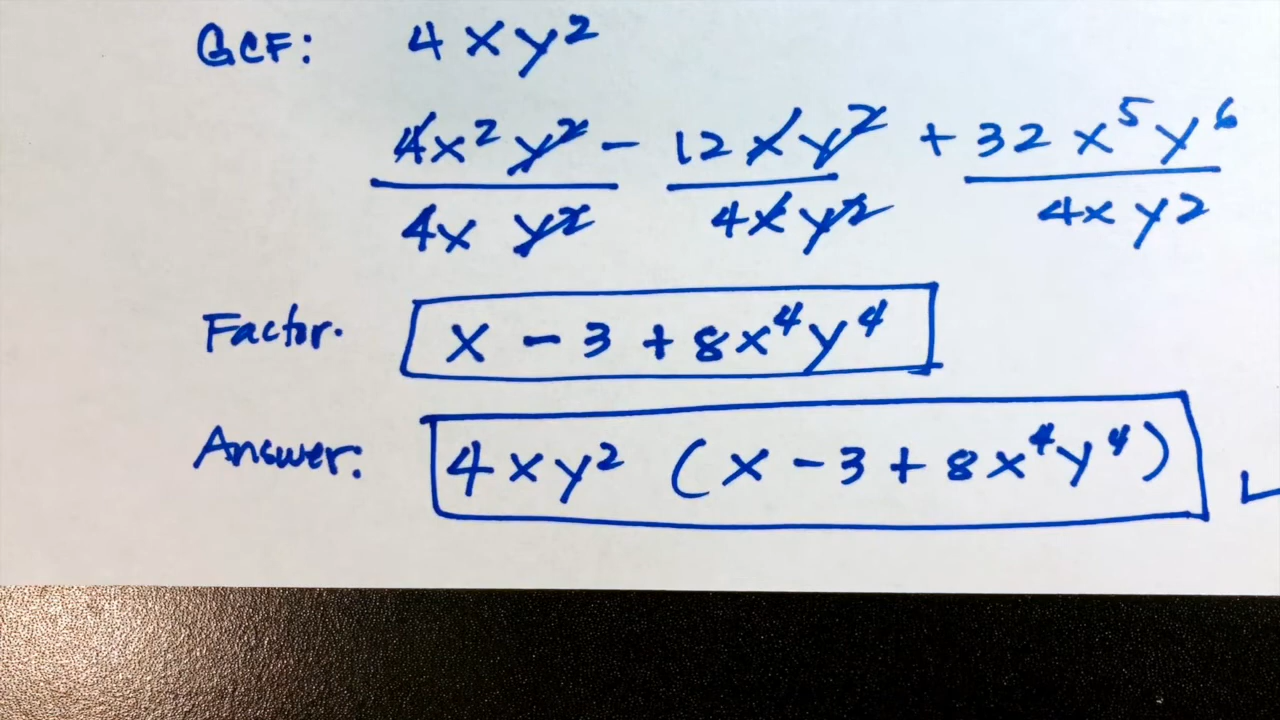 GCF: 4xy²
4x²y² - 12xy² + 32x⁵y⁶
4xy² 4xy² 4xy²
Factor. x - 3 + 8x⁴y⁴
Answer: 4xy² (x - 3 + 8x⁴y⁴)